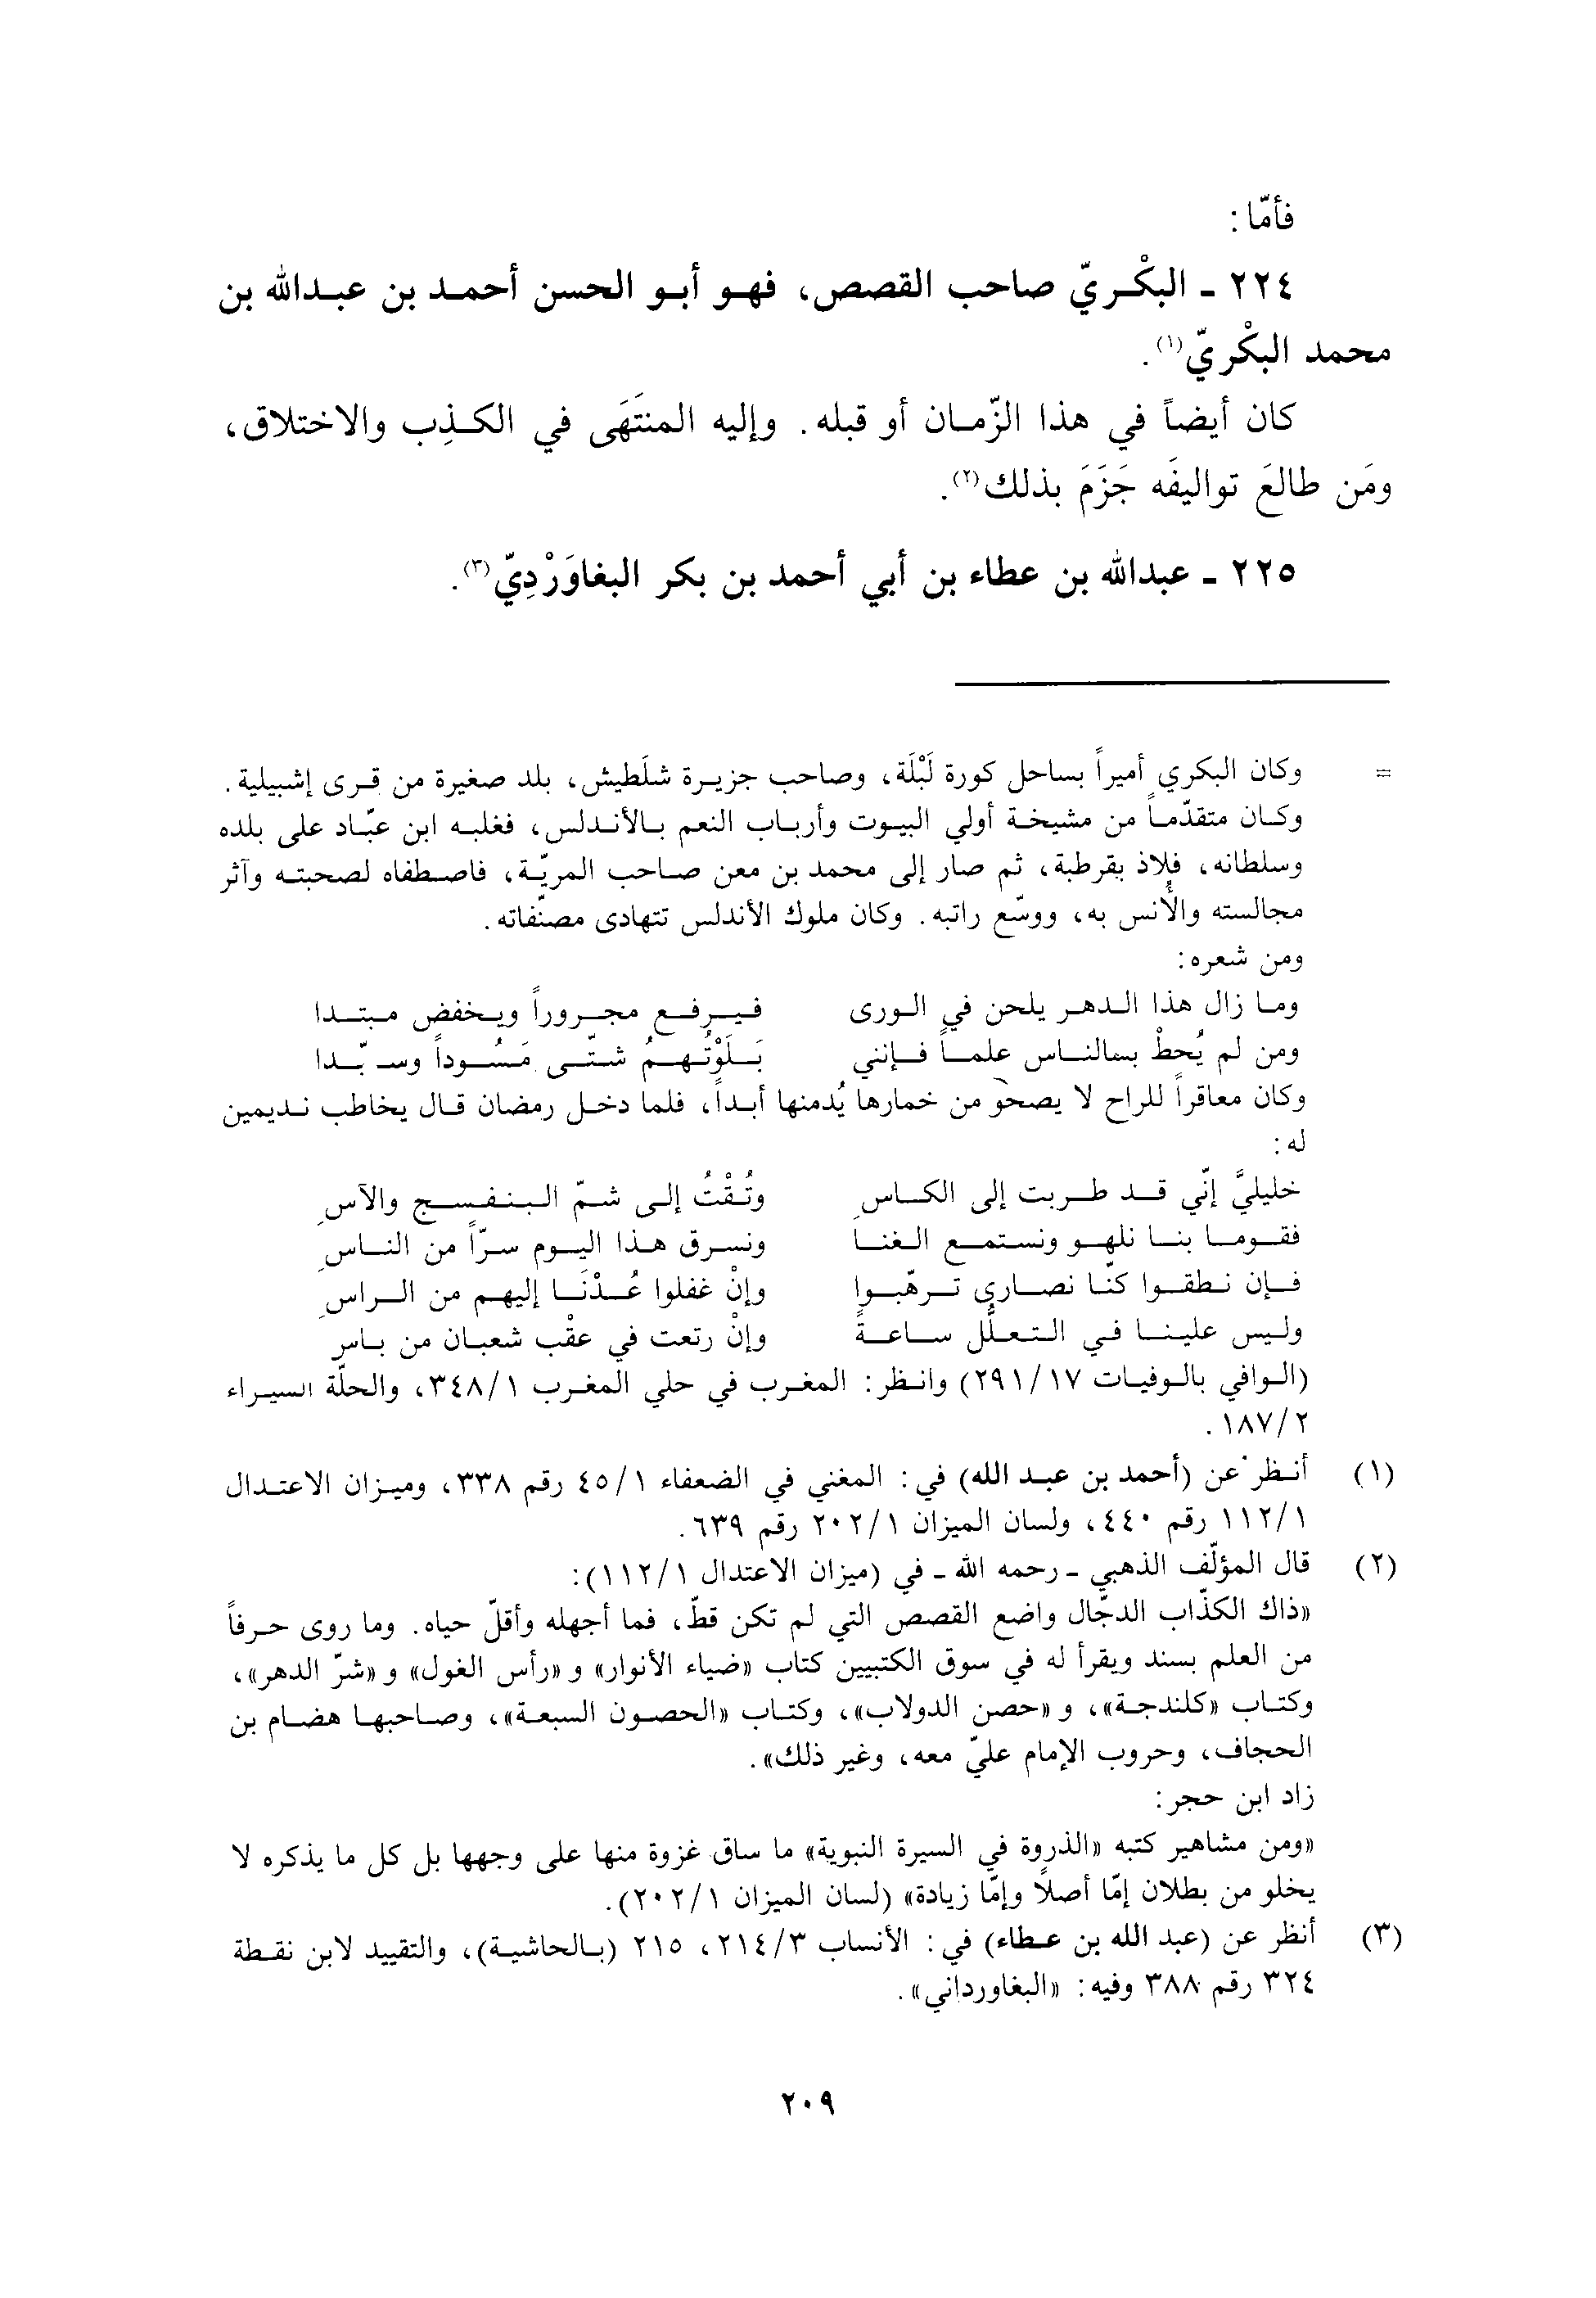 فأمّا :
٢٢٤ ـ البكْريّ صاحب القصص، فهو أبو الحسن أحمد بن عبدالله بن
محمد البكْريّ(١).
كان أيضاً في هذا الزّمان أو قبله. وإليه المنتَهَى في الكذِب والاختلاق،
ومَن طالعَ تواليفَه جَزَمَ بذلك(٢).
٢٢٥ ـ عبدالله بن عطاء بن أبي أحمد بن بكر البغاوَرْدِيّ(٣).
= وكان البكري أميراً بساحل كورة لَبْلَة، وصاحب جزيرة شلَطيش، بلد صغيرة من قرى إشبيلية.
وكان متقدّماً من مشيخة أولي البيوت وأرباب النعم بالأندلس، فغلبه ابن عبّاد على بلده
وسلطانه، فلاذ بقرطبة، ثم صار إلى محمد بن معن صاحب المريّة، فاصطفاه لصحبته وآثر
مجالسته والأُنس به، ووسّع راتبه. وكان ملوك الأندلس تتهادى مصنّفاته.
ومن شعره:
وما زال هذا الدهر يلحن في الورى فيرفع مجروراً ويخفض مبتدا
ومن لم يُحطْ بالناس علماً فإنني بَلَوْتُهمُ شتّى مَسُوداً وسبّدا
وكان معاقراً للراح لا يصحو من خمارها يُدمنها أبداً، فلما دخل رمضان قال يخاطب نديمين
له:
خليليَّ إنّي قد طربت إلى الكاسِ وتُقْتُ إلى شمّ البنفسج والآسِ
فقوما بنا نلهو ونستمع الغنا ونسرق هذا اليوم سرّاً من الناسِ
فإن نطقوا كنّا نصارى ترهّبوا وإنْ غفلوا عُدْنَا إليهم من الراسِ
وليس علينا في التعلُّل ساعةً وإنْ رتعت في عقْب شعبان من باسِ
(الوافي بالوفيات ٢٩١/١٧) وانظر: المغرب في حلي المغرب ٣٤٨/١، والحلّة السيراء
١٨٧/٢.
(١) أنظر عن (أحمد بن عبد الله) في: المغني في الضعفاء ٤٥/١ رقم ٣٣٨، وميزان الاعتدال
١١٢/١ رقم ٤٤٠، ولسان الميزان ٢٠٢/١ رقم ٦٣٩.
(٢) قال المؤلّف الذهبي ـ رحمه الله ـ في (ميزان الاعتدال ١١٢/١):
«ذاك الكذّاب الدجّال واضع القصص التي لم تكن قطّ، فما أجهله وأقلّ حياه. وما روى حرفاً
من العلم بسند ويقرأ له في سوق الكتبيين كتاب «ضياء الأنوار» و «رأس الغول» و «شرّ الدهر»،
وكتاب «كلندجة»، و «حصن الدولاب»، وكتاب «الحصون السبعة»، وصاحبها هضام بن
الحجاف، وحروب الإمام عليّ معه، وغير ذلك».
زاد ابن حجر:
«ومن مشاهير كتبه «الذروة في السيرة النبوية» ما ساق غزوة منها على وجهها بل كل ما يذكره لا
يخلو من بطلان إمّا أصلاً وإمّا زيادة» (لسان الميزان ٢٠٢/١).
(٣) أنظر عن (عبد الله بن عطاء) في: الأنساب ٢١٤/٣، ٢١٥ (بالحاشية)، والتقييد لابن نقطة
٣٢٤ رقم ٣٨٨ وفيه: «البغاورداني».
٢٠٩